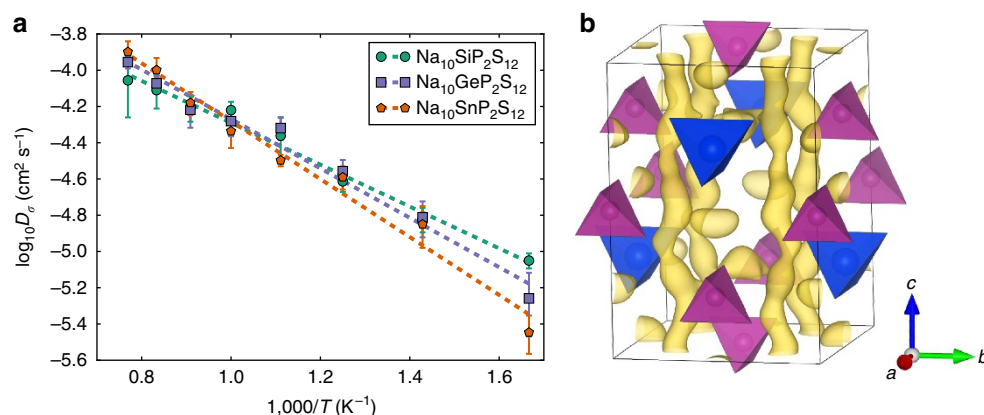 a
b
−3.8
−4.0
−4.2
−4.4
−4.6
−4.8
−5.0
−5.2
−5.4
−5.6
log₁₀Dσ (cm² s⁻¹)
Na₁₀SiP₂S₁₂
Na₁₀GeP₂S₁₂
Na₁₀SnP₂S₁₂
0.8 1.0 1.2 1.4 1.6
1,000/T (K⁻¹)
c
b
a